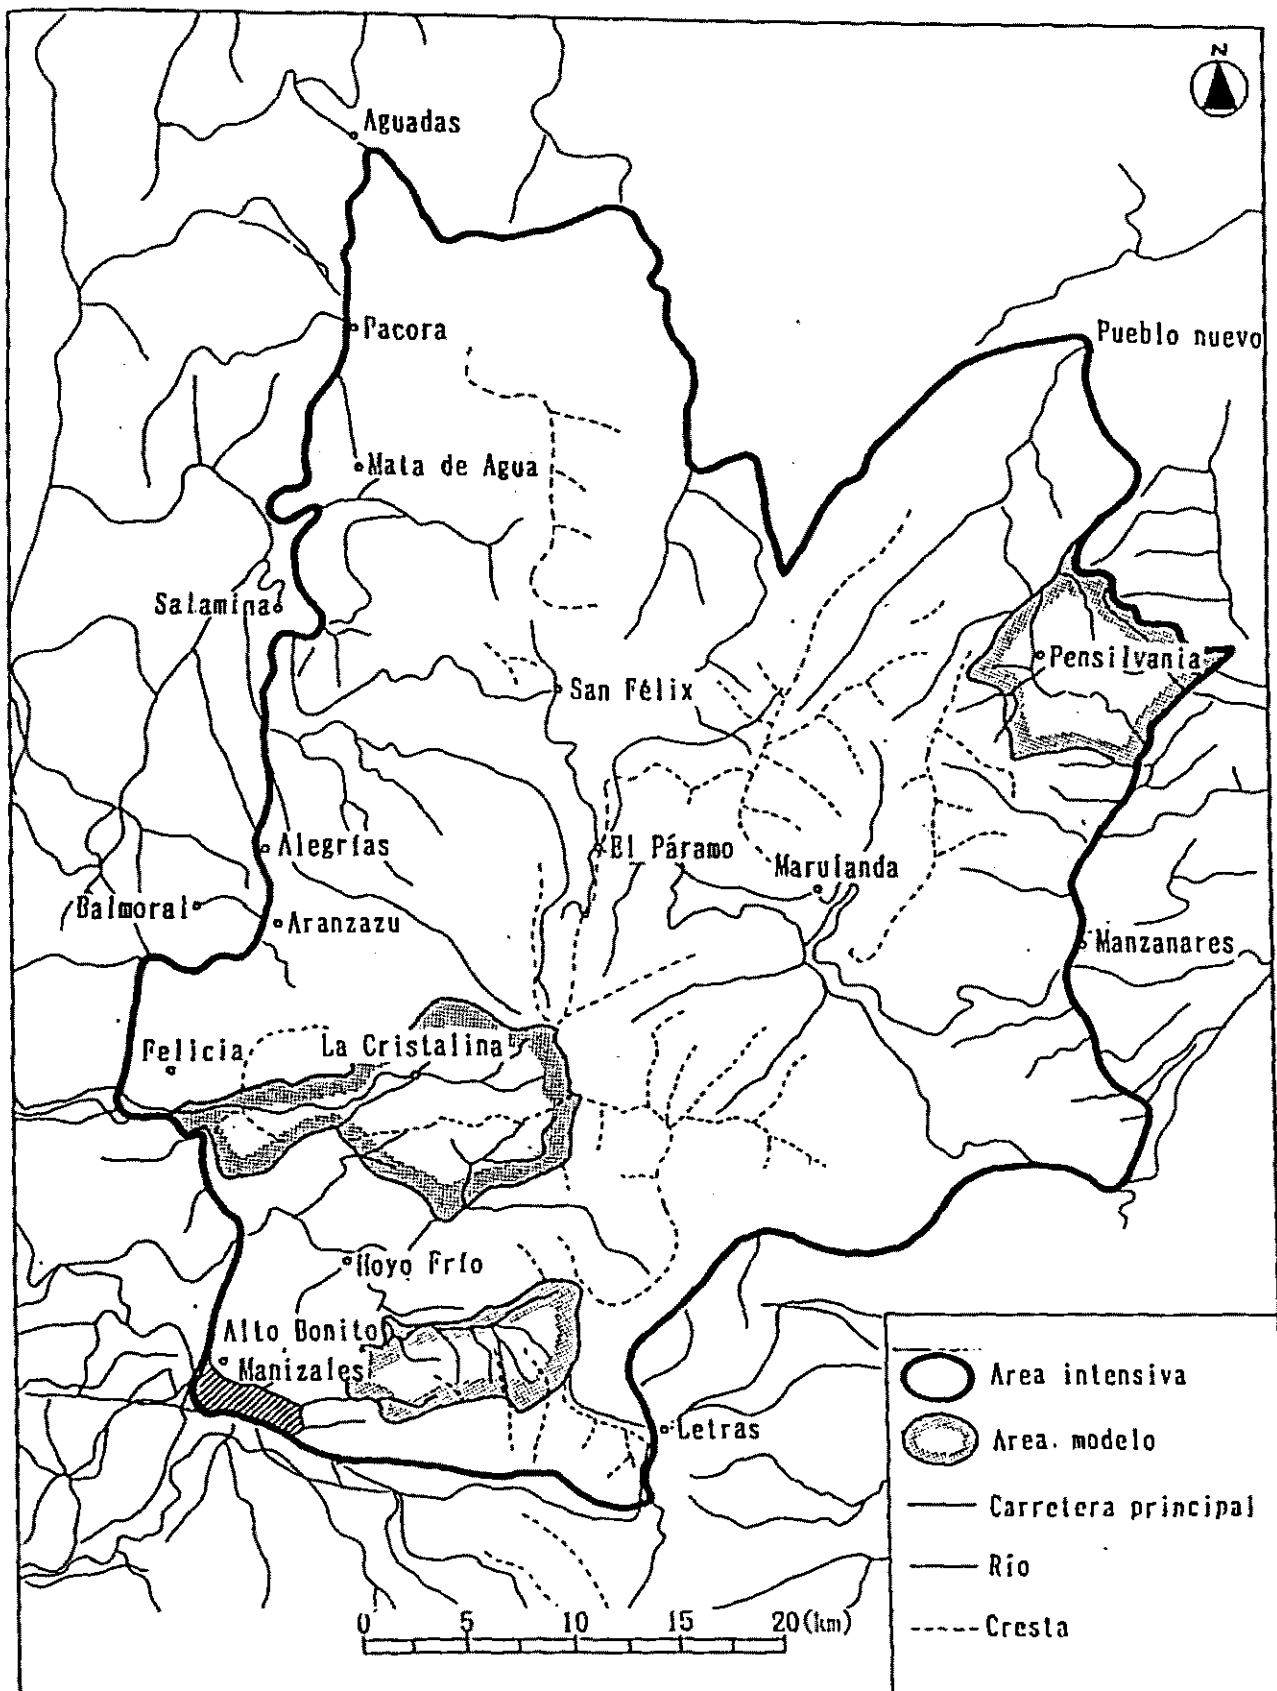 N
Aguadas
Pacora
Pueblo nuevo
Mata de Agua
Salamina
Pensilvania
San Félix
Alegrías
El Páramo
Marulanda
Balmoral
Aranzazu
Manzanares
Felicia
La Cristalina
Hoyo Frío
Alto Bonito
Manizales
Letras
Area intensiva
Area. modelo
Carretera principal
Río
Cresta
0 5 10 15 20 (km)